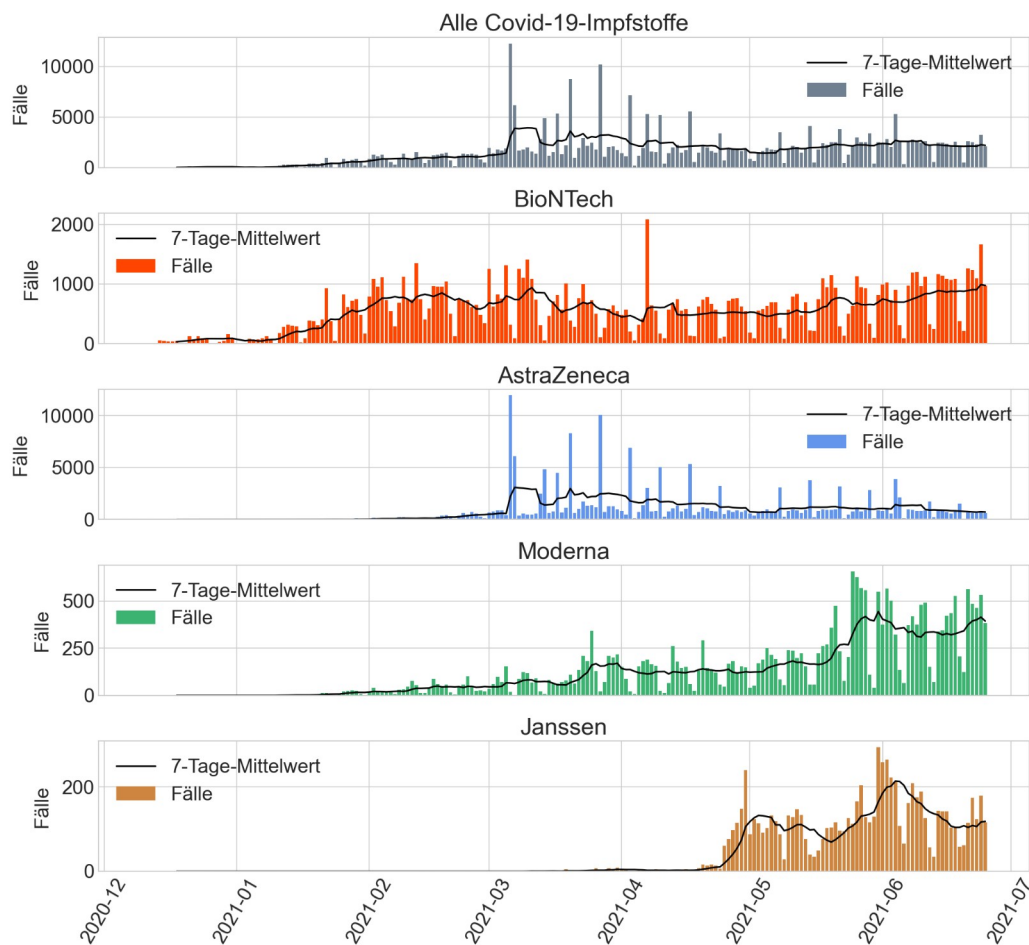 Alle Covid-19-Impfstoffe
10000
5000
0
Fälle
7-Tage-Mittelwert
Fälle
BioNTech
2000
1000
0
Fälle
7-Tage-Mittelwert
Fälle
AstraZeneca
10000
5000
0
Fälle
7-Tage-Mittelwert
Fälle
Moderna
500
250
0
Fälle
7-Tage-Mittelwert
Fälle
Janssen
200
0
Fälle
7-Tage-Mittelwert
Fälle
2020-12
2021-01
2021-02
2021-03
2021-04
2021-05
2021-06
2021-07